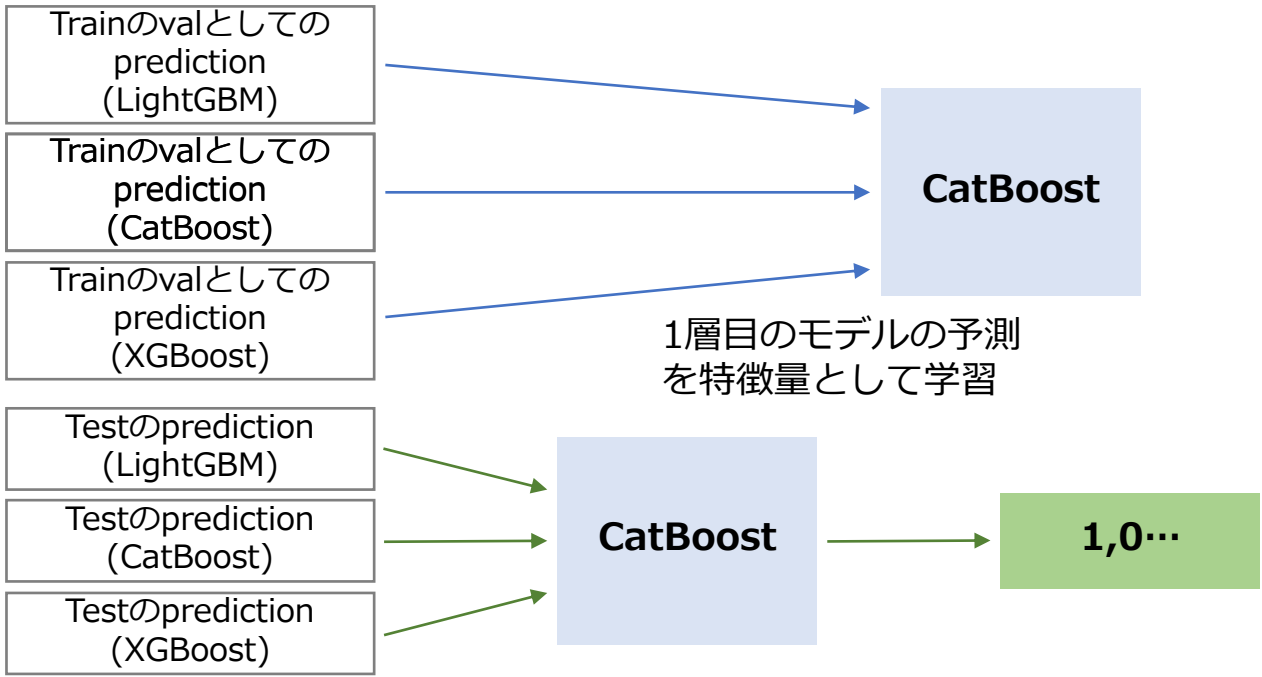 Trainのvalとしての
prediction
(LightGBM)
Trainのvalとしての
prediction
(CatBoost)
Trainのvalとしての
prediction
(XGBoost)
CatBoost
1層目のモデルの予測
を特徴量として学習
Testのprediction
(LightGBM)
Testのprediction
(CatBoost)
Testのprediction
(XGBoost)
CatBoost
1,0…